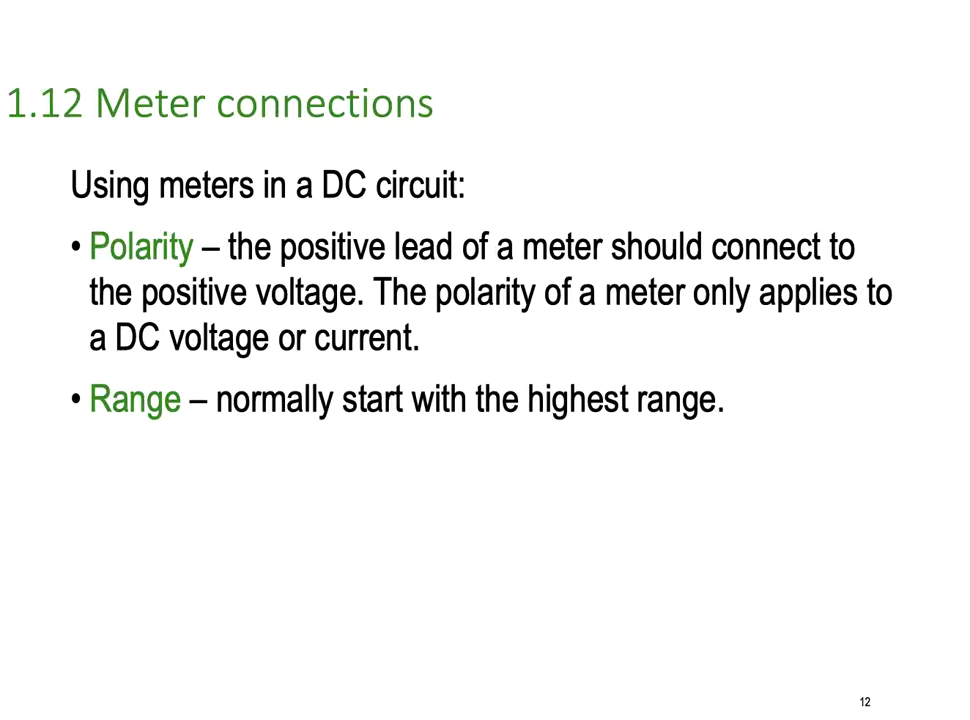 1.12 Meter connections
Using meters in a DC circuit:
• Polarity – the positive lead of a meter should connect to
the positive voltage. The polarity of a meter only applies to
a DC voltage or current.
• Range – normally start with the highest range.
12